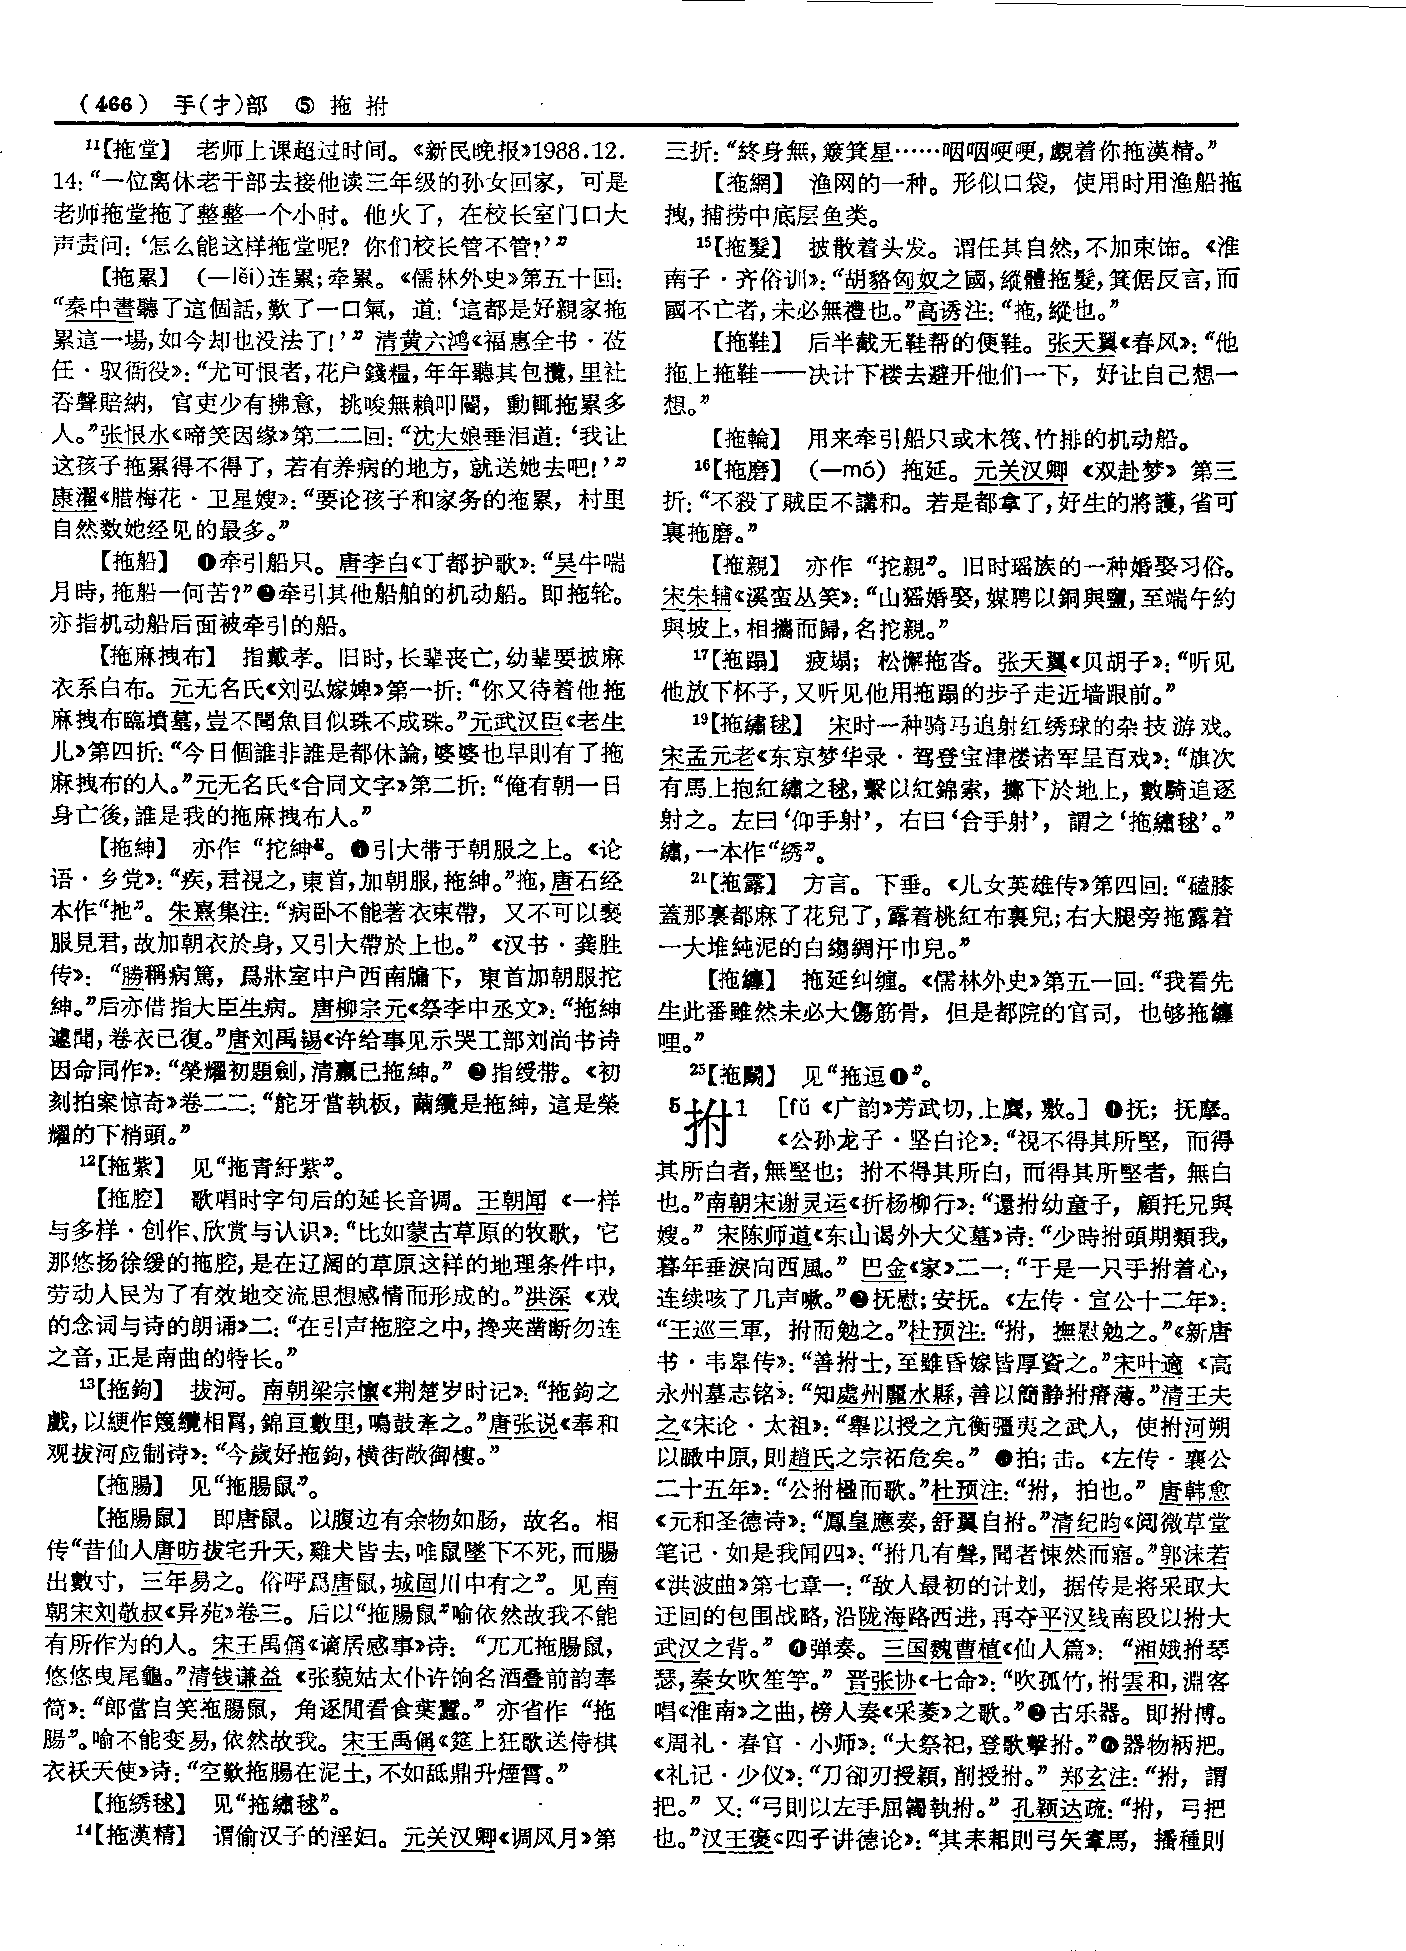 (466) 手(扌)部 ⑤ 拖 拊
¹¹【拖堂】 老师上课超过时间。《新民晚报》1988.12.
14:“一位离休老干部去接他读三年级的孙女回家，可是
老师拖堂拖了整整一个小时。他火了，在校长室门口大
声责问：‘怎么能这样拖堂呢？你们校长管不管？’”
【拖累】 (—lěi)连累；牵累。《儒林外史》第五十回：
“秦中書聽了這個話，歎了一口氣，道：‘這都是好親家拖
累這一場，如今却也没法了！’” 清黄六鸿《福惠全书·莅
任·驭衙役》：“尤可恨者，花户錢糧，年年聽其包攬，里社
吞聲賠納，官吏少有拂意，挑唆無賴叩閽，動輒拖累多
人。”张恨水《啼笑因缘》第二二回：“沈大娘垂泪道：‘我让
这孩子拖累得不得了，若有养病的地方，就送她去吧！’”
康濯《腊梅花·卫星嫂》：“要论孩子和家务的拖累，村里
自然数她经见的最多。”
【拖船】 ❶牵引船只。唐李白《丁都护歌》：“吴牛喘
月時，拖船一何苦？”❷牵引其他船舶的机动船。即拖轮。
亦指机动船后面被牵引的船。
【拖麻拽布】 指戴孝。旧时，长辈丧亡，幼辈要披麻
衣系白布。元无名氏《刘弘嫁婢》第一折：“你又待着他拖
麻拽布臨墳墓，豈不聞魚目似珠不成珠。”元武汉臣《老生
儿》第四折：“今日個誰非誰是都休論，婆婆也早則有了拖
麻拽布的人。”元无名氏《合同文字》第二折：“俺有朝一日
身亡後，誰是我的拖麻拽布人。”
【拖紳】 亦作“扡紳”。❶引大带于朝服之上。《论
语·乡党》：“疾，君視之，東首，加朝服，拖紳。”拖，唐石经
本作“扡”。朱熹集注：“病卧不能著衣束帶，又不可以褻
服見君，故加朝衣於身，又引大帶於上也。”《汉书·龚胜
传》：“勝稱病篤，爲牀室中户西南牖下，東首加朝服扡
紳。”后亦借指大臣生病。唐柳宗元《祭李中丞文》：“拖紳
遽聞，卷衣已復。”唐刘禹锡《许给事见示哭工部刘尚书诗
因命同作》：“榮耀初題劍，清羸已拖紳。” ❷指绶带。《初
刻拍案惊奇》卷二二：“舵牙當執板，繭纜是拖紳，這是榮
耀的下梢頭。”
¹²【拖紫】 见“拖青紆紫”。
【拖腔】 歌唱时字句后的延长音调。王朝闻《一样
与多样·创作、欣赏与认识》：“比如蒙古草原的牧歌，它
那悠扬徐缓的拖腔，是在辽阔的草原这样的地理条件中，
劳动人民为了有效地交流思想感情而形成的。”洪深《戏
的念词与诗的朗诵》二：“在引声拖腔之中，搀夹凿断勿连
之音，正是南曲的特长。”
¹³【拖鉤】 拔河。南朝梁宗懔《荆楚岁时记》：“拖鉤之
戲，以綆作篾纜相罥，綿亘數里，鳴鼓牽之。”唐张说《奉和
观拔河应制诗》：“今歲好拖鉤，横街敞御樓。”
【拖腸】 见“拖腸鼠”。
【拖腸鼠】 即唐鼠。以腹边有余物如肠，故名。相
传“昔仙人唐昉拔宅升天，雞犬皆去，唯鼠墜下不死，而腸
出數寸，三年易之。俗呼爲唐鼠，城固川中有之”。见南
朝宋刘敬叔《异苑》卷三。后以“拖腸鼠”喻依然故我不能
有所作为的人。宋王禹偁《谪居感事》诗：“兀兀拖腸鼠，
悠悠曳尾龜。”清钱谦益《张藐姑太仆许饷名酒叠前韵奉
简》：“郎當自笑拖腸鼠，角逐閒看食葉蠶。”亦省作“拖
腸”。喻不能变易，依然故我。宋王禹偁《筵上狂歌送侍棋
衣袄天使》诗：“空歎拖腸在泥土，不如舐鼎升煙霄。”
【拖綉毬】 见“拖繡毬”。
¹⁴【拖漢精】 谓偷汉子的淫妇。元关汉卿《调风月》第
三折：“終身無，簸箕星……咽咽哽哽，覷着你拖漢精。”
【拖網】 渔网的一种。形似口袋，使用时用渔船拖
拽，捕捞中底层鱼类。
¹⁵【拖髮】 披散着头发。谓任其自然，不加束饰。《淮
南子·齐俗训》：“胡貉匈奴之國，縱體拖髮，箕倨反言，而
國不亡者，未必無禮也。”高诱注：“拖，縱也。”
【拖鞋】 后半截无鞋帮的便鞋。张天翼《春风》：“他
拖上拖鞋——决计下楼去避开他们一下，好让自己想一
想。”
【拖輪】 用来牵引船只或木筏、竹排的机动船。
¹⁶【拖磨】 (—mó) 拖延。元关汉卿《双赴梦》第三
折：“不殺了贼臣不講和。若是都拿了，好生的將護，省可
裏拖磨。”
【拖親】 亦作“拕親”。旧时瑶族的一种婚娶习俗。
宋朱辅《溪蛮丛笑》：“山猺婚娶，媒聘以銅與鹽，至端午約
與坡上，相攜而歸，名拕親。”
¹⁷【拖蹋】 疲塌；松懈拖沓。张天翼《贝胡子》：“听见
他放下杯子，又听见他用拖蹋的步子走近墙跟前。”
¹⁹【拖繡毬】 宋时一种骑马追射红绣球的杂技游戏。
宋孟元老《东京梦华录·驾登宝津楼诸军呈百戏》：“旗次
有馬上抱紅繡之毬，繫以紅錦索，擲下於地上，數騎追逐
射之。左曰‘仰手射’，右曰‘合手射’，謂之‘拖繡毬’。”
繡，一本作“綉”。
²¹【拖露】 方言。下垂。《儿女英雄传》第四回：“磕膝
蓋那裏都麻了花兒了，露着桃紅布裏兒；右大腿旁拖露着
一大堆純泥的白縐綢汗巾兒。”
【拖纏】 拖延纠缠。《儒林外史》第五一回：“我看先
生此番雖然未必大傷筋骨，但是都院的官司，也够拖纏
哩。”
²³【拖鬭】 见“拖逗❶”。
⁵拊¹ [fǔ《广韵》芳武切，上麌，敷。] ❶抚；抚摩。
《公孙龙子·坚白论》：“視不得其所堅，而得
其所白者，無堅也；拊不得其所白，而得其所堅者，無白
也。”南朝宋谢灵运《折杨柳行》：“還拊幼童子，顧托兄與
嫂。” 宋陈师道《东山谒外大父墓》诗：“少時拊頭期類我，
暮年垂淚向西風。” 巴金《家》二一：“于是一只手拊着心，
连续咳了几声嗽。”❷抚慰；安抚。《左传·宣公十二年》：
“王巡三軍，拊而勉之。”杜预注：“拊，撫慰勉之。”《新唐
书·韦皋传》：“善拊士，至雖昏嫁皆厚資之。”宋叶適《高
永州墓志铭》：“知處州麗水縣，善以簡静拊瘠薄。”清王夫
之《宋论·太祖》：“舉以授之亢衡彊夷之武人，使拊河朔
以瞰中原，則趙氏之宗祏危矣。” ❸拍；击。《左传·襄公
二十五年》：“公拊楹而歌。”杜预注：“拊，拍也。” 唐韩愈
《元和圣德诗》：“鳳皇應奏，舒翼自拊。”清纪昀《阅微草堂
笔记·如是我闻四》：“拊几有聲，聞者悚然而寤。”郭沫若
《洪波曲》第七章一：“敌人最初的计划，据传是将采取大
迂回的包围战略，沿陇海路西进，再夺平汉线南段以拊大
武汉之背。” ❹弹奏。三国魏曹植《仙人篇》：“湘娥拊琴
瑟，秦女吹笙竽。” 晋张协《七命》：“吹孤竹，拊雲和，淵客
唱《淮南》之曲，榜人奏《采菱》之歌。”❺古乐器。即拊搏。
《周礼·春官·小师》：“大祭祀，登歌擊拊。”❻器物柄把。
《礼记·少仪》：“刀卻刃授穎，削授拊。” 郑玄注：“拊，謂
把。” 又：“弓則以左手屈韣執拊。” 孔颖达疏：“拊，弓把
也。”汉王褒《四子讲德论》：“其耒耜則弓矢鞌馬，播種則